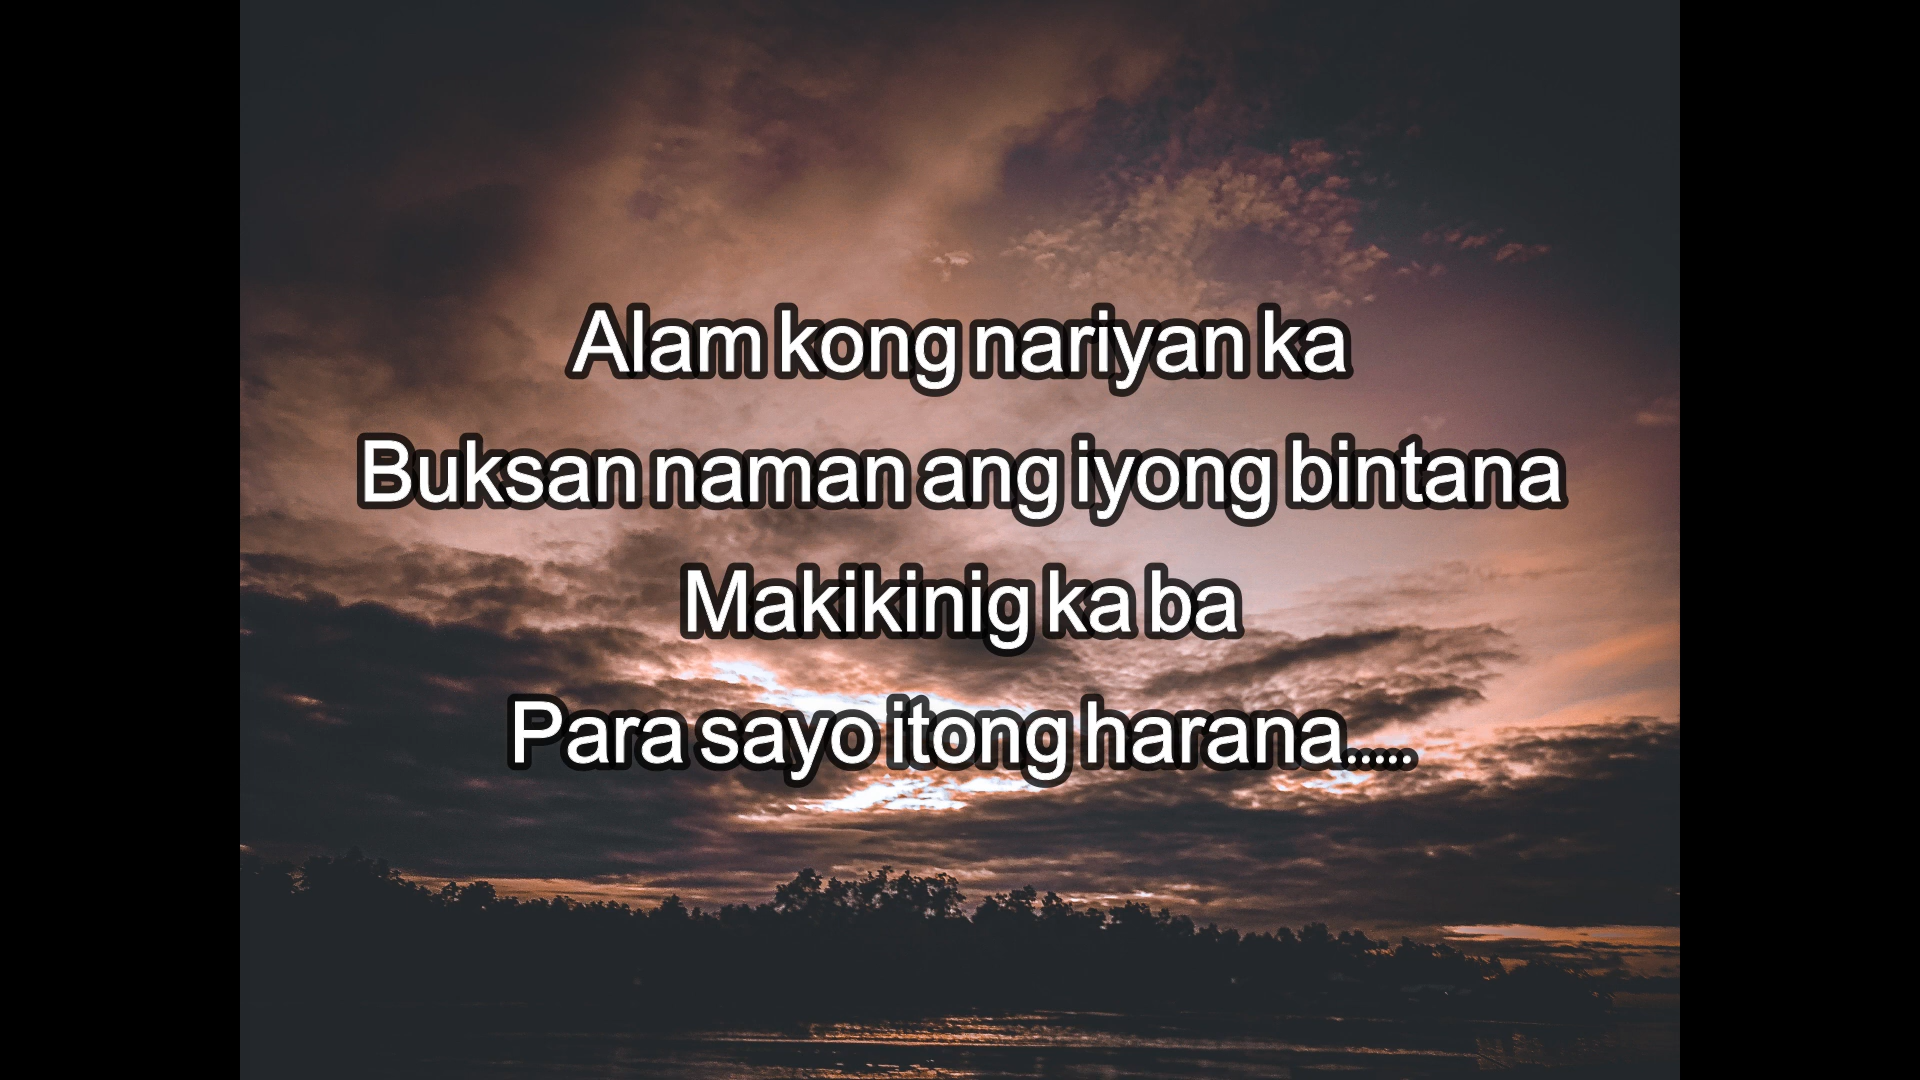 Alam kong nariyan ka
Buksan naman ang iyong bintana
Makikinig ka ba
Para sayo itong harana.....